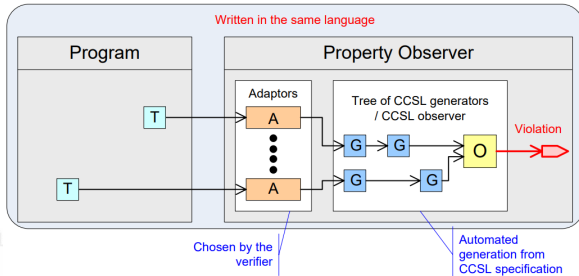 Written in the same language
Program
Property Observer
Adaptors
Tree of CCSL generators
/ CCSL observer
T
A
G
G
O
Violation
T
A
G
G
Chosen by the
verifier
Automated
generation from
CCSL specification